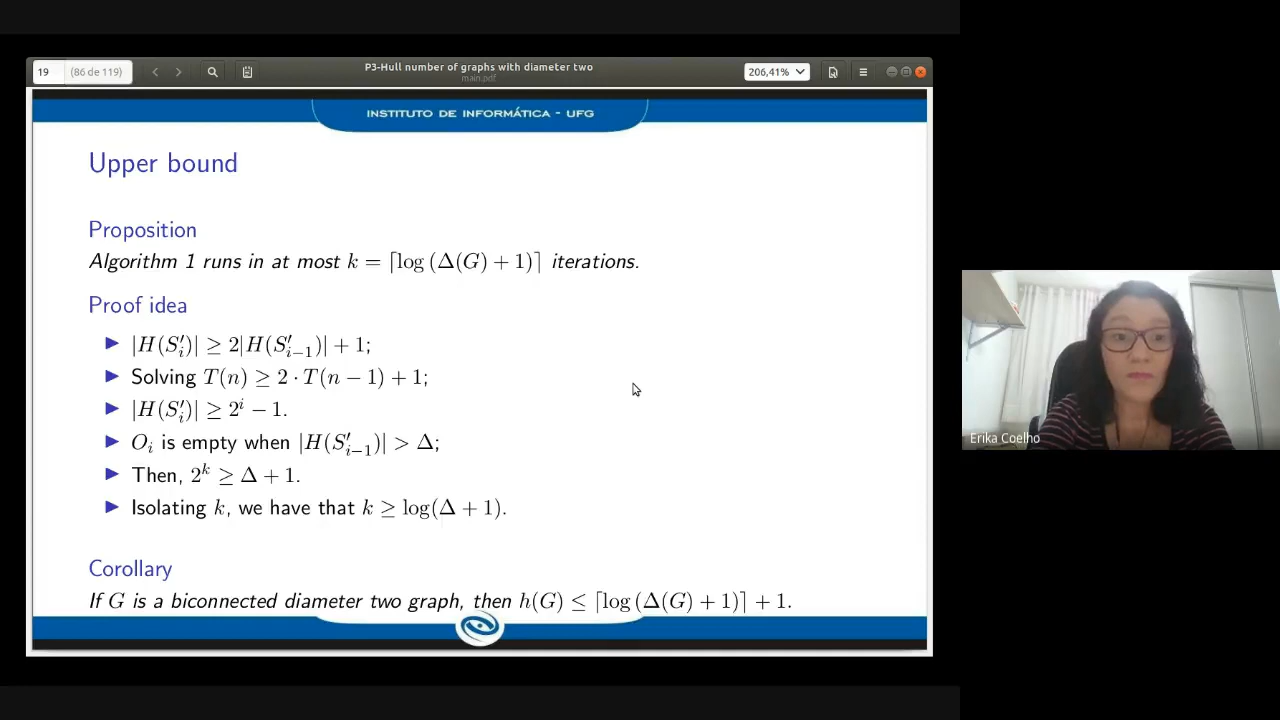 19 (86 de 119)
P3-Hull number of graphs with diameter two
main.pdf
206,41%
INSTITUTO DE INFORMÁTICA - UFG
Upper bound
Proposition
Algorithm 1 runs in at most k = ⌈log (Δ(G) + 1)⌉ iterations.
Proof idea
▶ |H(S′ᵢ)| ≥ 2|H(S′ᵢ₋₁)| + 1;
▶ Solving T(n) ≥ 2 · T(n − 1) + 1;
▶ |H(S′ᵢ)| ≥ 2ⁱ − 1.
▶ Oᵢ is empty when |H(S′ᵢ₋₁)| > Δ;
▶ Then, 2ᵏ ≥ Δ + 1.
▶ Isolating k, we have that k ≥ log(Δ + 1).
Corollary
If G is a biconnected diameter two graph, then h(G) ≤ ⌈log (Δ(G) + 1)⌉ + 1.
Erika Coelho